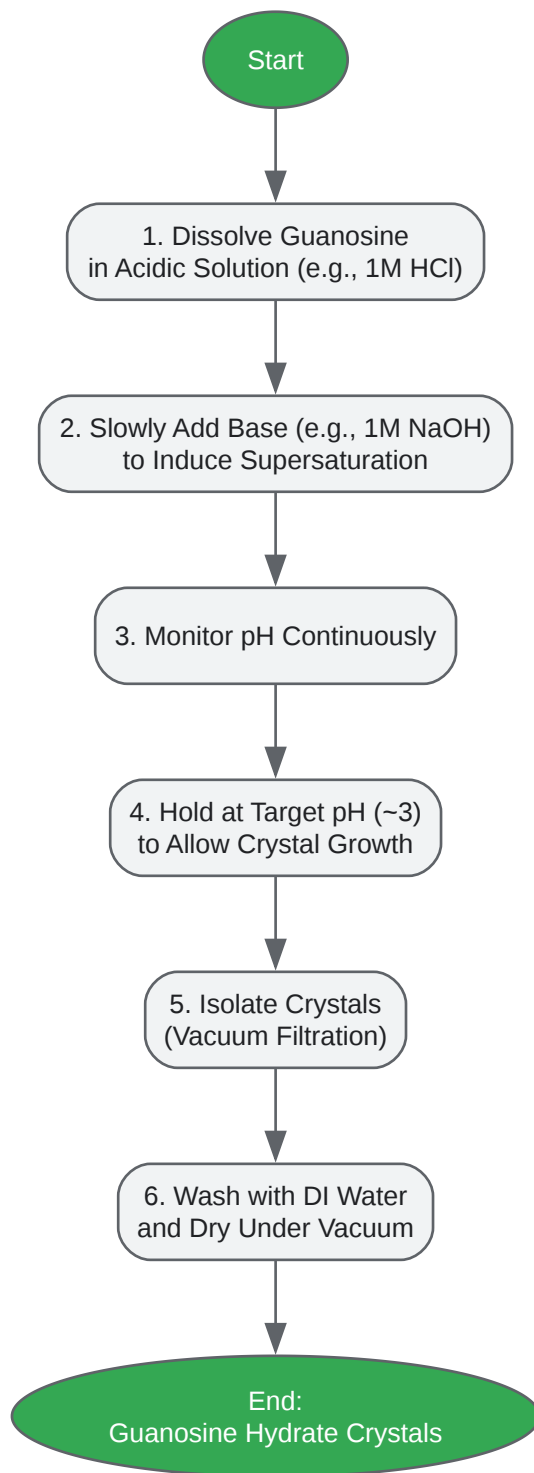 Start
1. Dissolve Guanosine
in Acidic Solution (e.g., 1M HCl)
2. Slowly Add Base (e.g., 1M NaOH)
to Induce Supersaturation
3. Monitor pH Continuously
4. Hold at Target pH (~3)
to Allow Crystal Growth
5. Isolate Crystals
(Vacuum Filtration)
6. Wash with DI Water
and Dry Under Vacuum
End:
Guanosine Hydrate Crystals